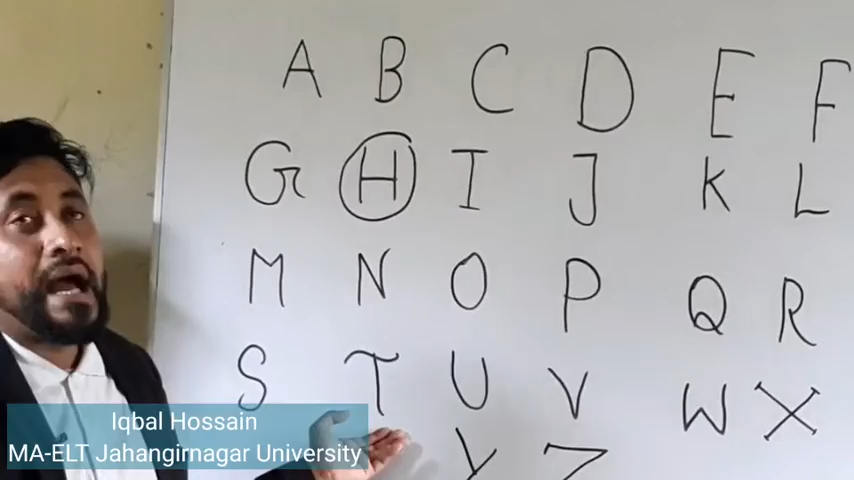 A B C D E F
G H I J K L
M N O P Q R
S T U V W X
Y Z
Iqbal Hossain
MA-ELT Jahangirnagar University